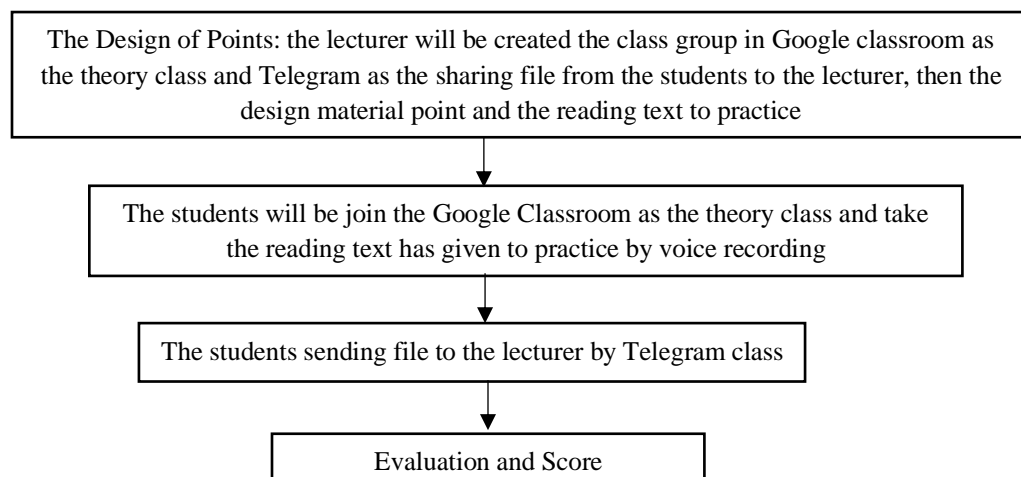 The Design of Points: the lecturer will be created the class group in Google classroom as
the theory class and Telegram as the sharing file from the students to the lecturer, then the
design material point and the reading text to practice
The students will be join the Google Classroom as the theory class and take
the reading text has given to practice by voice recording
The students sending file to the lecturer by Telegram class
Evaluation and Score